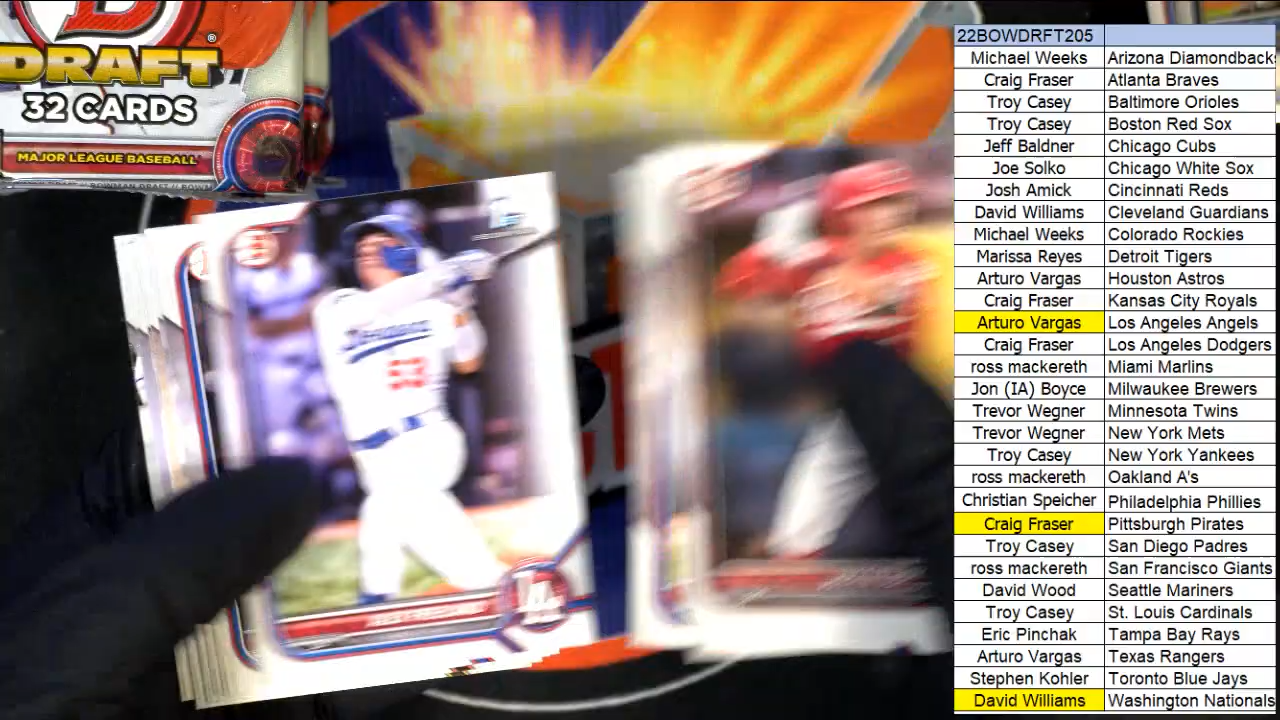 DRAFT®
32 CARDS
MAJOR LEAGUE BASEBALL
22BOWDRFT205
Michael Weeks Arizona Diamondbacks
Craig Fraser Atlanta Braves
Troy Casey Baltimore Orioles
Troy Casey Boston Red Sox
Jeff Baldner Chicago Cubs
Joe Solko Chicago White Sox
Josh Amick Cincinnati Reds
David Williams Cleveland Guardians
Michael Weeks Colorado Rockies
Marissa Reyes Detroit Tigers
Arturo Vargas Houston Astros
Craig Fraser Kansas City Royals
Arturo Vargas Los Angeles Angels
Craig Fraser Los Angeles Dodgers
ross mackereth Miami Marlins
Jon (IA) Boyce Milwaukee Brewers
Trevor Wegner Minnesota Twins
Trevor Wegner New York Mets
Troy Casey New York Yankees
ross mackereth Oakland A's
Christian Speicher Philadelphia Phillies
Craig Fraser Pittsburgh Pirates
Troy Casey San Diego Padres
ross mackereth San Francisco Giants
David Wood Seattle Mariners
Troy Casey St. Louis Cardinals
Eric Pinchak Tampa Bay Rays
Arturo Vargas Texas Rangers
Stephen Kohler Toronto Blue Jays
David Williams Washington Nationals